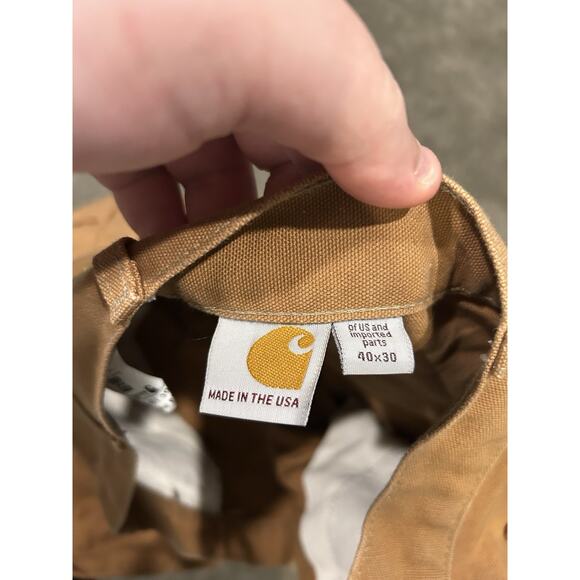 MADE IN THE USA
of US and
imported
parts
40x30